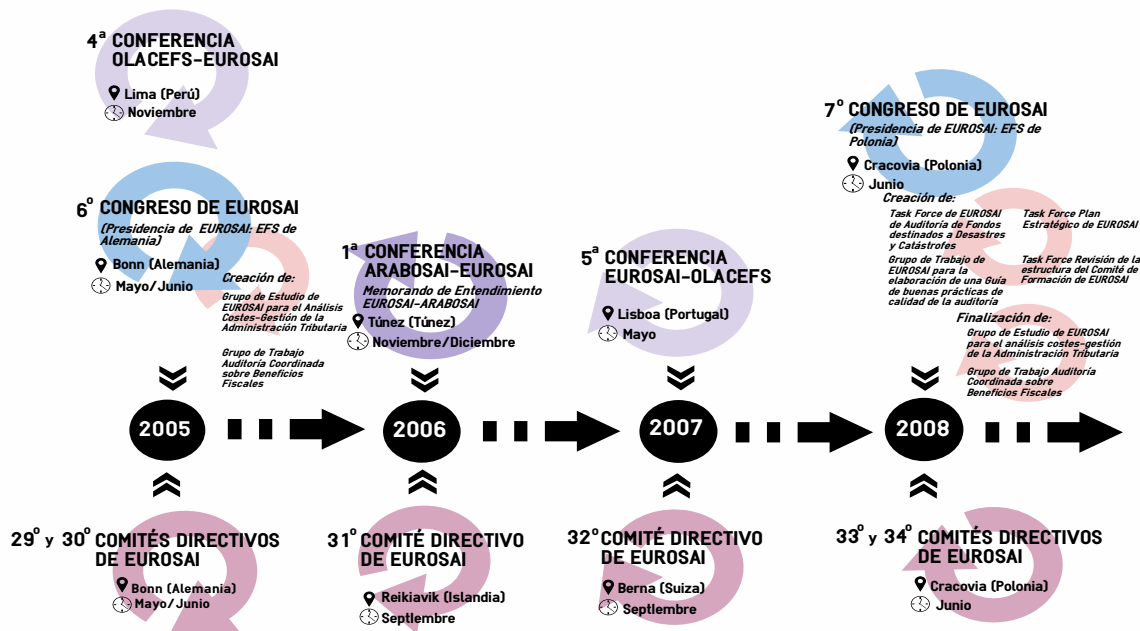 4ª CONFERENCIA
OLACEFS-EUROSAI
Lima (Perú)
Noviembre
6º CONGRESO DE EUROSAI
(Presidencia de EUROSAI: EFS de
Alemania)
Bonn (Alemania)
Mayo/Junio
Creación de:
Grupo de Estudio de
EUROSAI para el Análisis
Costes-Gestión de la
Administración Tributaria
Grupo de Trabajo
Auditoría Coordinada
sobre Beneficios
Fiscales
1ª CONFERENCIA
ARABOSAI-EUROSAI
Memorando de Entendimiento
EUROSAI-ARABOSAI
Túnez (Túnez)
Noviembre/Diciembre
5ª CONFERENCIA
EUROSAI-OLACEFS
Lisboa (Portugal)
Mayo
7º CONGRESO DE EUROSAI
(Presidencia de EUROSAI: EFS de
Polonia)
Cracovia (Polonia)
Junio
Creación de:
Task Force de EUROSAI
de Auditoría de Fondos
destinados a Desastres
y Catástrofes
Grupo de Trabajo de
EUROSAI para la
elaboración de una Guía
de buenas prácticas de
calidad de la auditoría
Task Force Plan
Estratégico de EUROSAI
Task Force Revisión de la
estructura del Comité de
Formación de EUROSAI
Finalización de:
Grupo de Estudio de EUROSAI
para el análisis costes-gestión
de la Administración Tributaria
Grupo de Trabajo Auditoría
Coordinada sobre
Beneficios Fiscales
2005
2006
2007
2008
29º y 30º COMITÉS DIRECTIVOS
DE EUROSAI
Bonn (Alemania)
Mayo/Junio
31º COMITÉ DIRECTIVO
DE EUROSAI
Reikiavik (Islandia)
Septlembre
32º COMITÉ DIRECTIVO
DE EUROSAI
Berna (Suiza)
Septlembre
33º y 34º COMITÉS DIRECTIVOS
DE EUROSAI
Cracovia (Polonia)
Junio